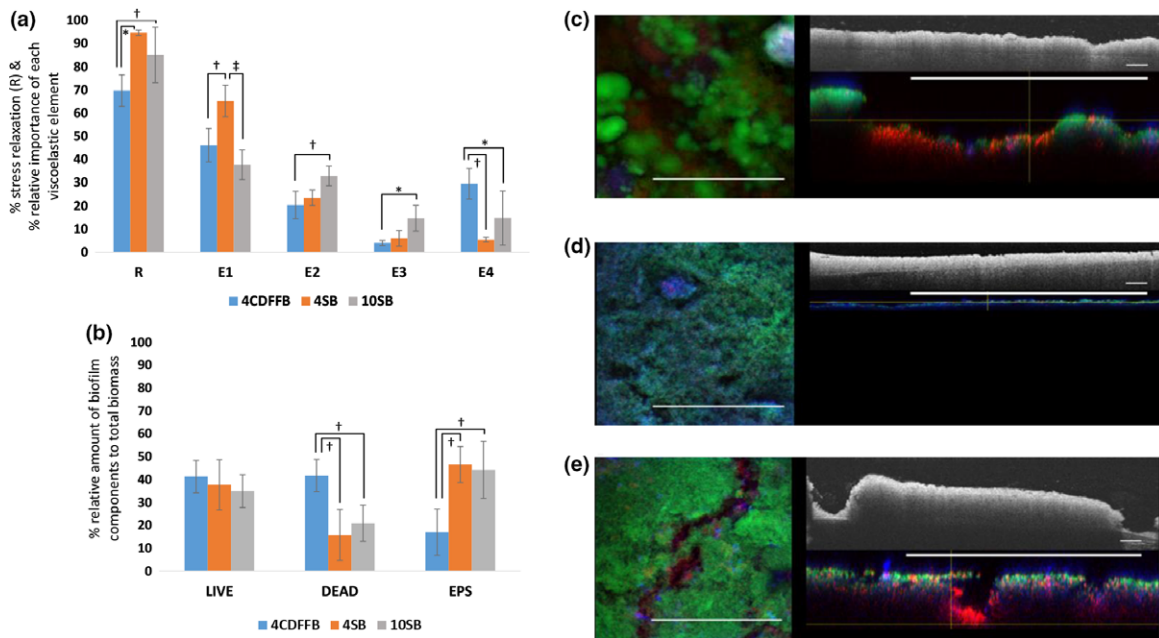 (a)
% stress relaxation (R) &
% relative importance of each
viscoelastic element
100
90
80
70
60
50
40
30
20
10
0
†
*
† ‡
†
*
*
†
R E1 E2 E3 E4
4CDFFB 4SB 10SB
(b)
% relative amount of biofilm
components to total biomass
100
90
80
70
60
50
40
30
20
10
0
†
†
†
†
LIVE DEAD EPS
4CDFFB 4SB 10SB
(c)
(d)
(e)